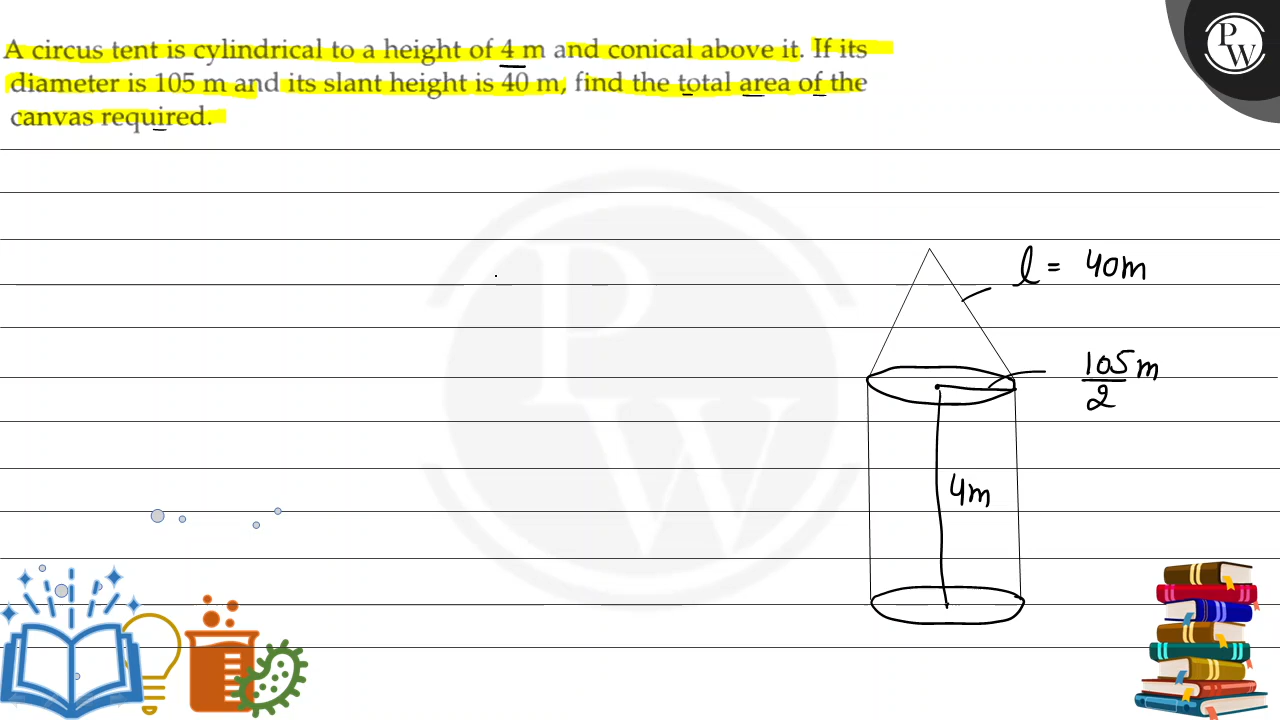 A circus tent is cylindrical to a height of 4 m and conical above it. If its
diameter is 105 m and its slant height is 40 m, find the total area of the
canvas required.
P
W
l = 40m
105/2 m
4m
P
W